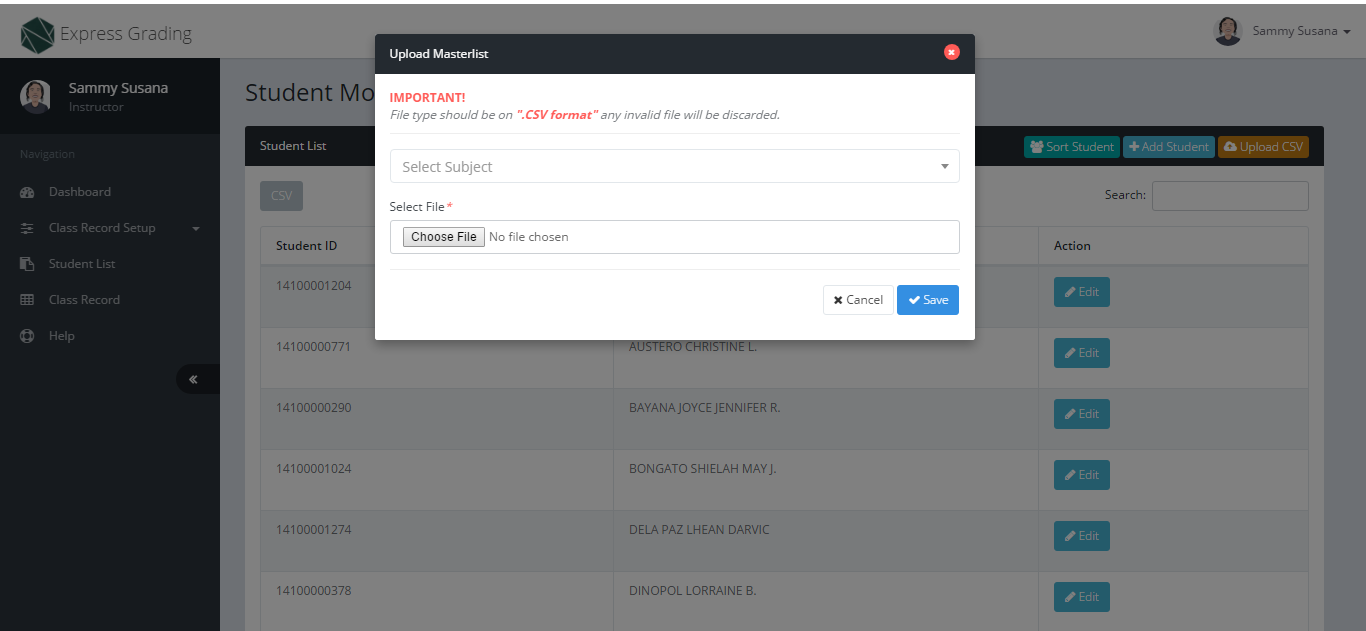 Express Grading
Sammy Susana
Sammy Susana
Instructor
Navigation
Dashboard
Class Record Setup
Student List
Class Record
Help
Student Mo
Student List
Sort Student
Add Student
Upload CSV
CSV
Search:
Student ID
Action
14100001204
Edit
14100000771
AUSTERO CHRISTINE L.
Edit
14100000290
BAYANA JOYCE JENNIFER R.
Edit
14100001024
BONGATO SHIELAH MAY J.
Edit
14100001274
DELA PAZ LHEAN DARVIC
Edit
14100000378
DINOPOL LORRAINE B.
Edit
Upload Masterlist
IMPORTANT!
File type should be on ".CSV format" any invalid file will be discarded.
Select Subject
Select File*
Choose File No file chosen
Cancel
Save